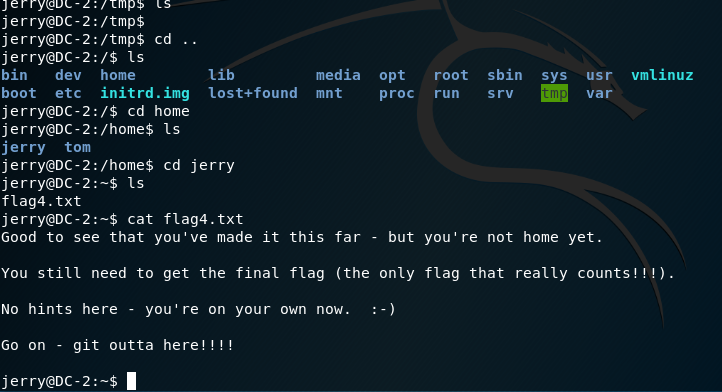 jerry@DC-2:/tmp$ ls
jerry@DC-2:/tmp$
jerry@DC-2:/tmp$ cd ..
jerry@DC-2:/$ ls
bin   dev  home        lib         media  opt   root  sbin  sys  usr  vmlinuz
boot  etc  initrd.img  lost+found  mnt    proc  run   srv   tmp  var
jerry@DC-2:/$ cd home
jerry@DC-2:/home$ ls
jerry  tom
jerry@DC-2:/home$ cd jerry
jerry@DC-2:~$ ls
flag4.txt
jerry@DC-2:~$ cat flag4.txt
Good to see that you've made it this far - but you're not home yet.
You still need to get the final flag (the only flag that really counts!!!).
No hints here - you're on your own now.  :-)
Go on - git outta here!!!!
jerry@DC-2:~$